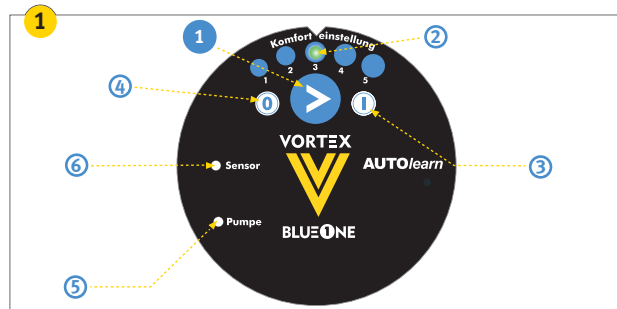 1
1
Komfort einstellung
2
1 2 3 4 5
4
0
>
I
3
VORTEX
6
Sensor
AUTOlearn
V
Pumpe
BLUE1NE
5